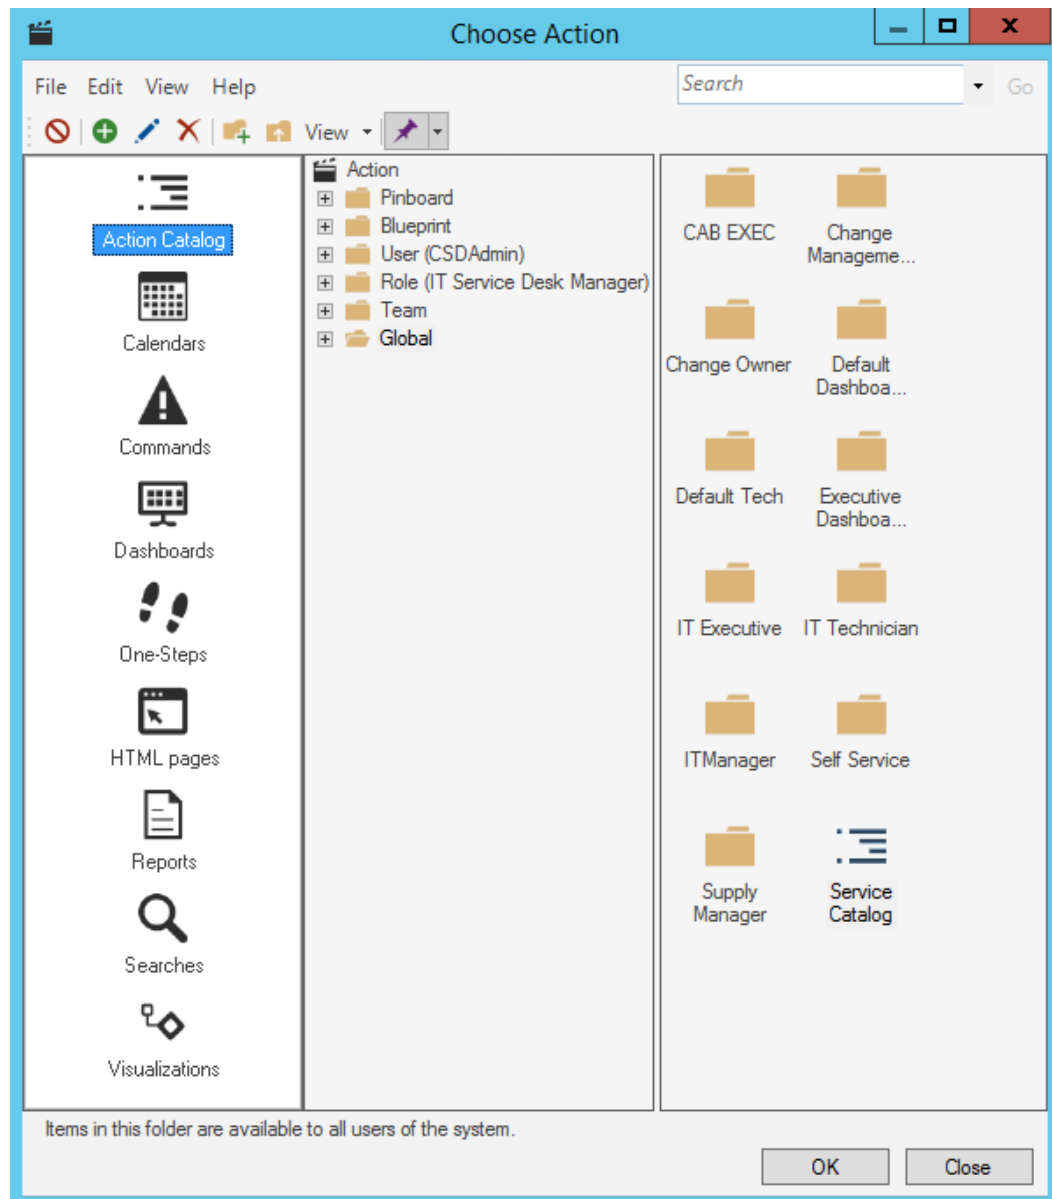 Choose Action
X
File Edit View Help
Search
Go
View
Action Catalog
Calendars
Commands
Dashboards
One-Steps
HTML pages
Reports
Searches
Visualizations
Action
Pinboard
Blueprint
User (CSDAdmin)
Role (IT Service Desk Manager)
Team
Global
CAB EXEC
Change
Manageme...
Change Owner
Default
Dashboa...
Default Tech
Executive
Dashboa...
IT Executive
IT Technician
ITManager
Self Service
Supply
Manager
Service
Catalog
Items in this folder are available to all users of the system.
OK
Close